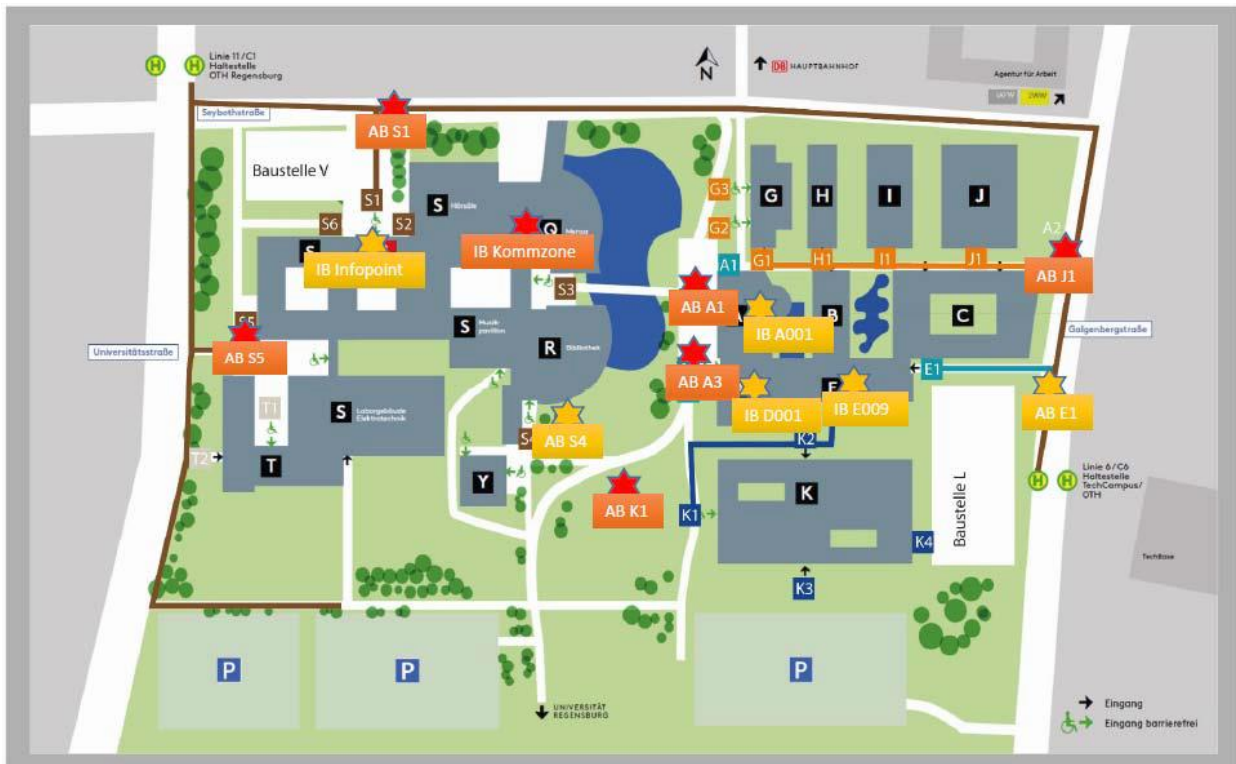 Linie 11/C1
Haltestelle
OTH Regensburg
N
DB HAUPTBAHNHOF
Agentur für Arbeit
Seybothstraße
AB S1
Baustelle V
S1
S6
S2
S
Hörsäle
Q
Mensa
IB Kommzone
S
IB Infopoint
G3
G2
G
H
I
J
A2
A1
G1
H1
I1
J1
AB J1
S3
AB A1
A
IB A001
B
C
S
Musik-
pavillon
R
Bibliothek
S5
AB S5
Universitätsstraße
Galgenbergstraße
E1
AB A3
D
IB D001
E
IB E009
AB E1
T1
S
Laborgebäude
Elektrotechnik
S4
AB S4
K2
T2
T
Y
AB K1
K1
K
K4
Baustelle L
Linie 6/C6
Haltestelle
TechCampus/
OTH
TechBase
K3
P
P
P
UNIVERSITÄT
REGENSBURG
Eingang
Eingang barrierefrei
H
H
H
H